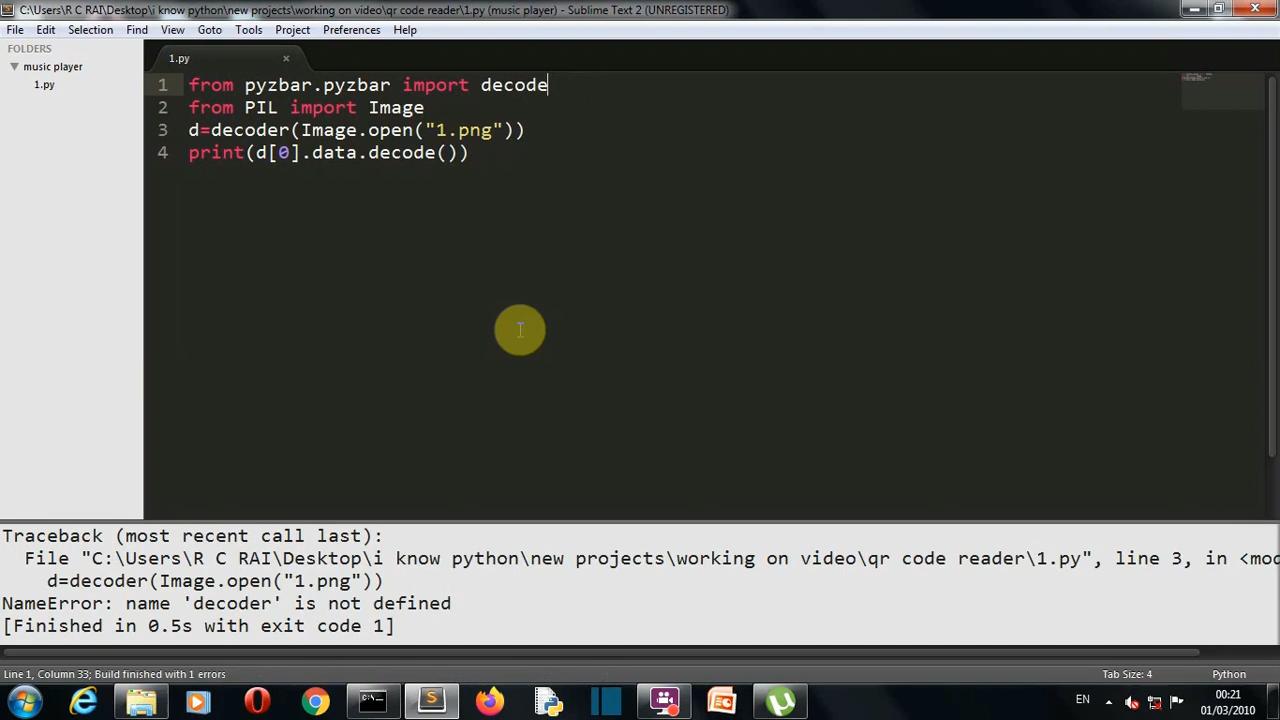 C:\Users\R C RAI\Desktop\i know python\new projects\working on video\qr code reader\1.py (music player) - Sublime Text 2 (UNREGISTERED)
File Edit Selection Find View Goto Tools Project Preferences Help
FOLDERS
music player
1.py
1.py
1 from pyzbar.pyzbar import decode
2 from PIL import Image
3 d=decoder(Image.open("1.png"))
4 print(d[0].data.decode())
Traceback (most recent call last):
File "C:\Users\R C RAI\Desktop\i know python\new projects\working on video\qr code reader\1.py", line 3, in <mod
d=decoder(Image.open("1.png"))
NameError: name 'decoder' is not defined
[Finished in 0.5s with exit code 1]
Line 1, Column 33; Build finished with 1 errors
Tab Size: 4 Python
EN
00:21
01/03/2010